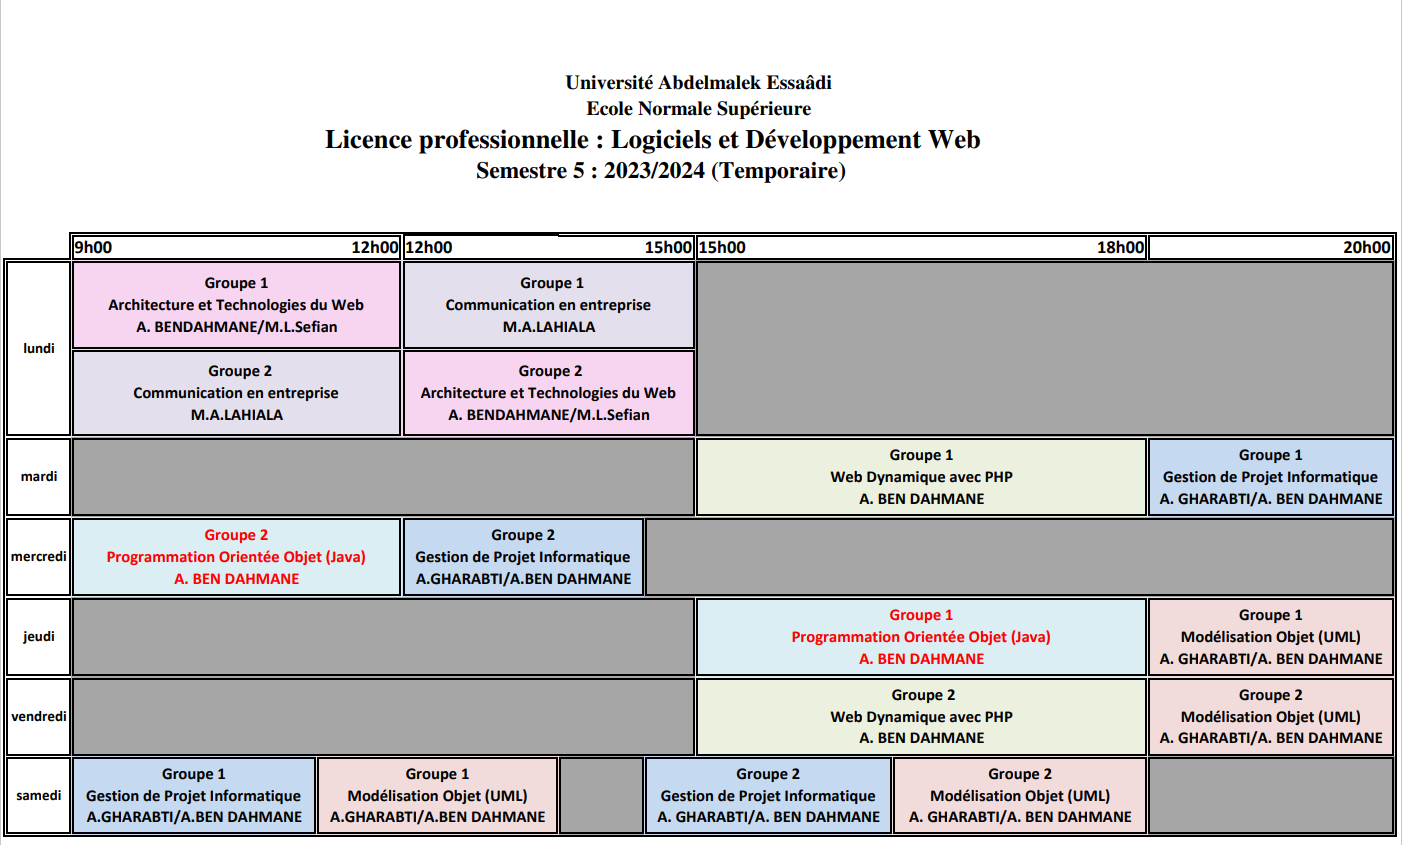 Université Abdelmalek Essaâdi
Ecole Normale Supérieure
Licence professionnelle : Logiciels et Développement Web
Semestre 5 : 2023/2024 (Temporaire)
9h00 12h00 12h00 15h00 15h00 18h00 20h00
lundi
Groupe 1
Architecture et Technologies du Web
A. BENDAHMANE/M.L.Sefian
Groupe 1
Communication en entreprise
M.A.LAHIALA
Groupe 2
Communication en entreprise
M.A.LAHIALA
Groupe 2
Architecture et Technologies du Web
A. BENDAHMANE/M.L.Sefian
mardi
Groupe 1
Web Dynamique avec PHP
A. BEN DAHMANE
Groupe 1
Gestion de Projet Informatique
A. GHARABTI/A. BEN DAHMANE
mercredi
Groupe 2
Programmation Orientée Objet (Java)
A. BEN DAHMANE
Groupe 2
Gestion de Projet Informatique
A.GHARABTI/A.BEN DAHMANE
jeudi
Groupe 1
Programmation Orientée Objet (Java)
A. BEN DAHMANE
Groupe 1
Modélisation Objet (UML)
A. GHARABTI/A. BEN DAHMANE
vendredi
Groupe 2
Web Dynamique avec PHP
A. BEN DAHMANE
Groupe 2
Modélisation Objet (UML)
A. GHARABTI/A. BEN DAHMANE
samedi
Groupe 1
Gestion de Projet Informatique
A.GHARABTI/A.BEN DAHMANE
Groupe 1
Modélisation Objet (UML)
A.GHARABTI/A.BEN DAHMANE
Groupe 2
Gestion de Projet Informatique
A. GHARABTI/A. BEN DAHMANE
Groupe 2
Modélisation Objet (UML)
A. GHARABTI/A. BEN DAHMANE